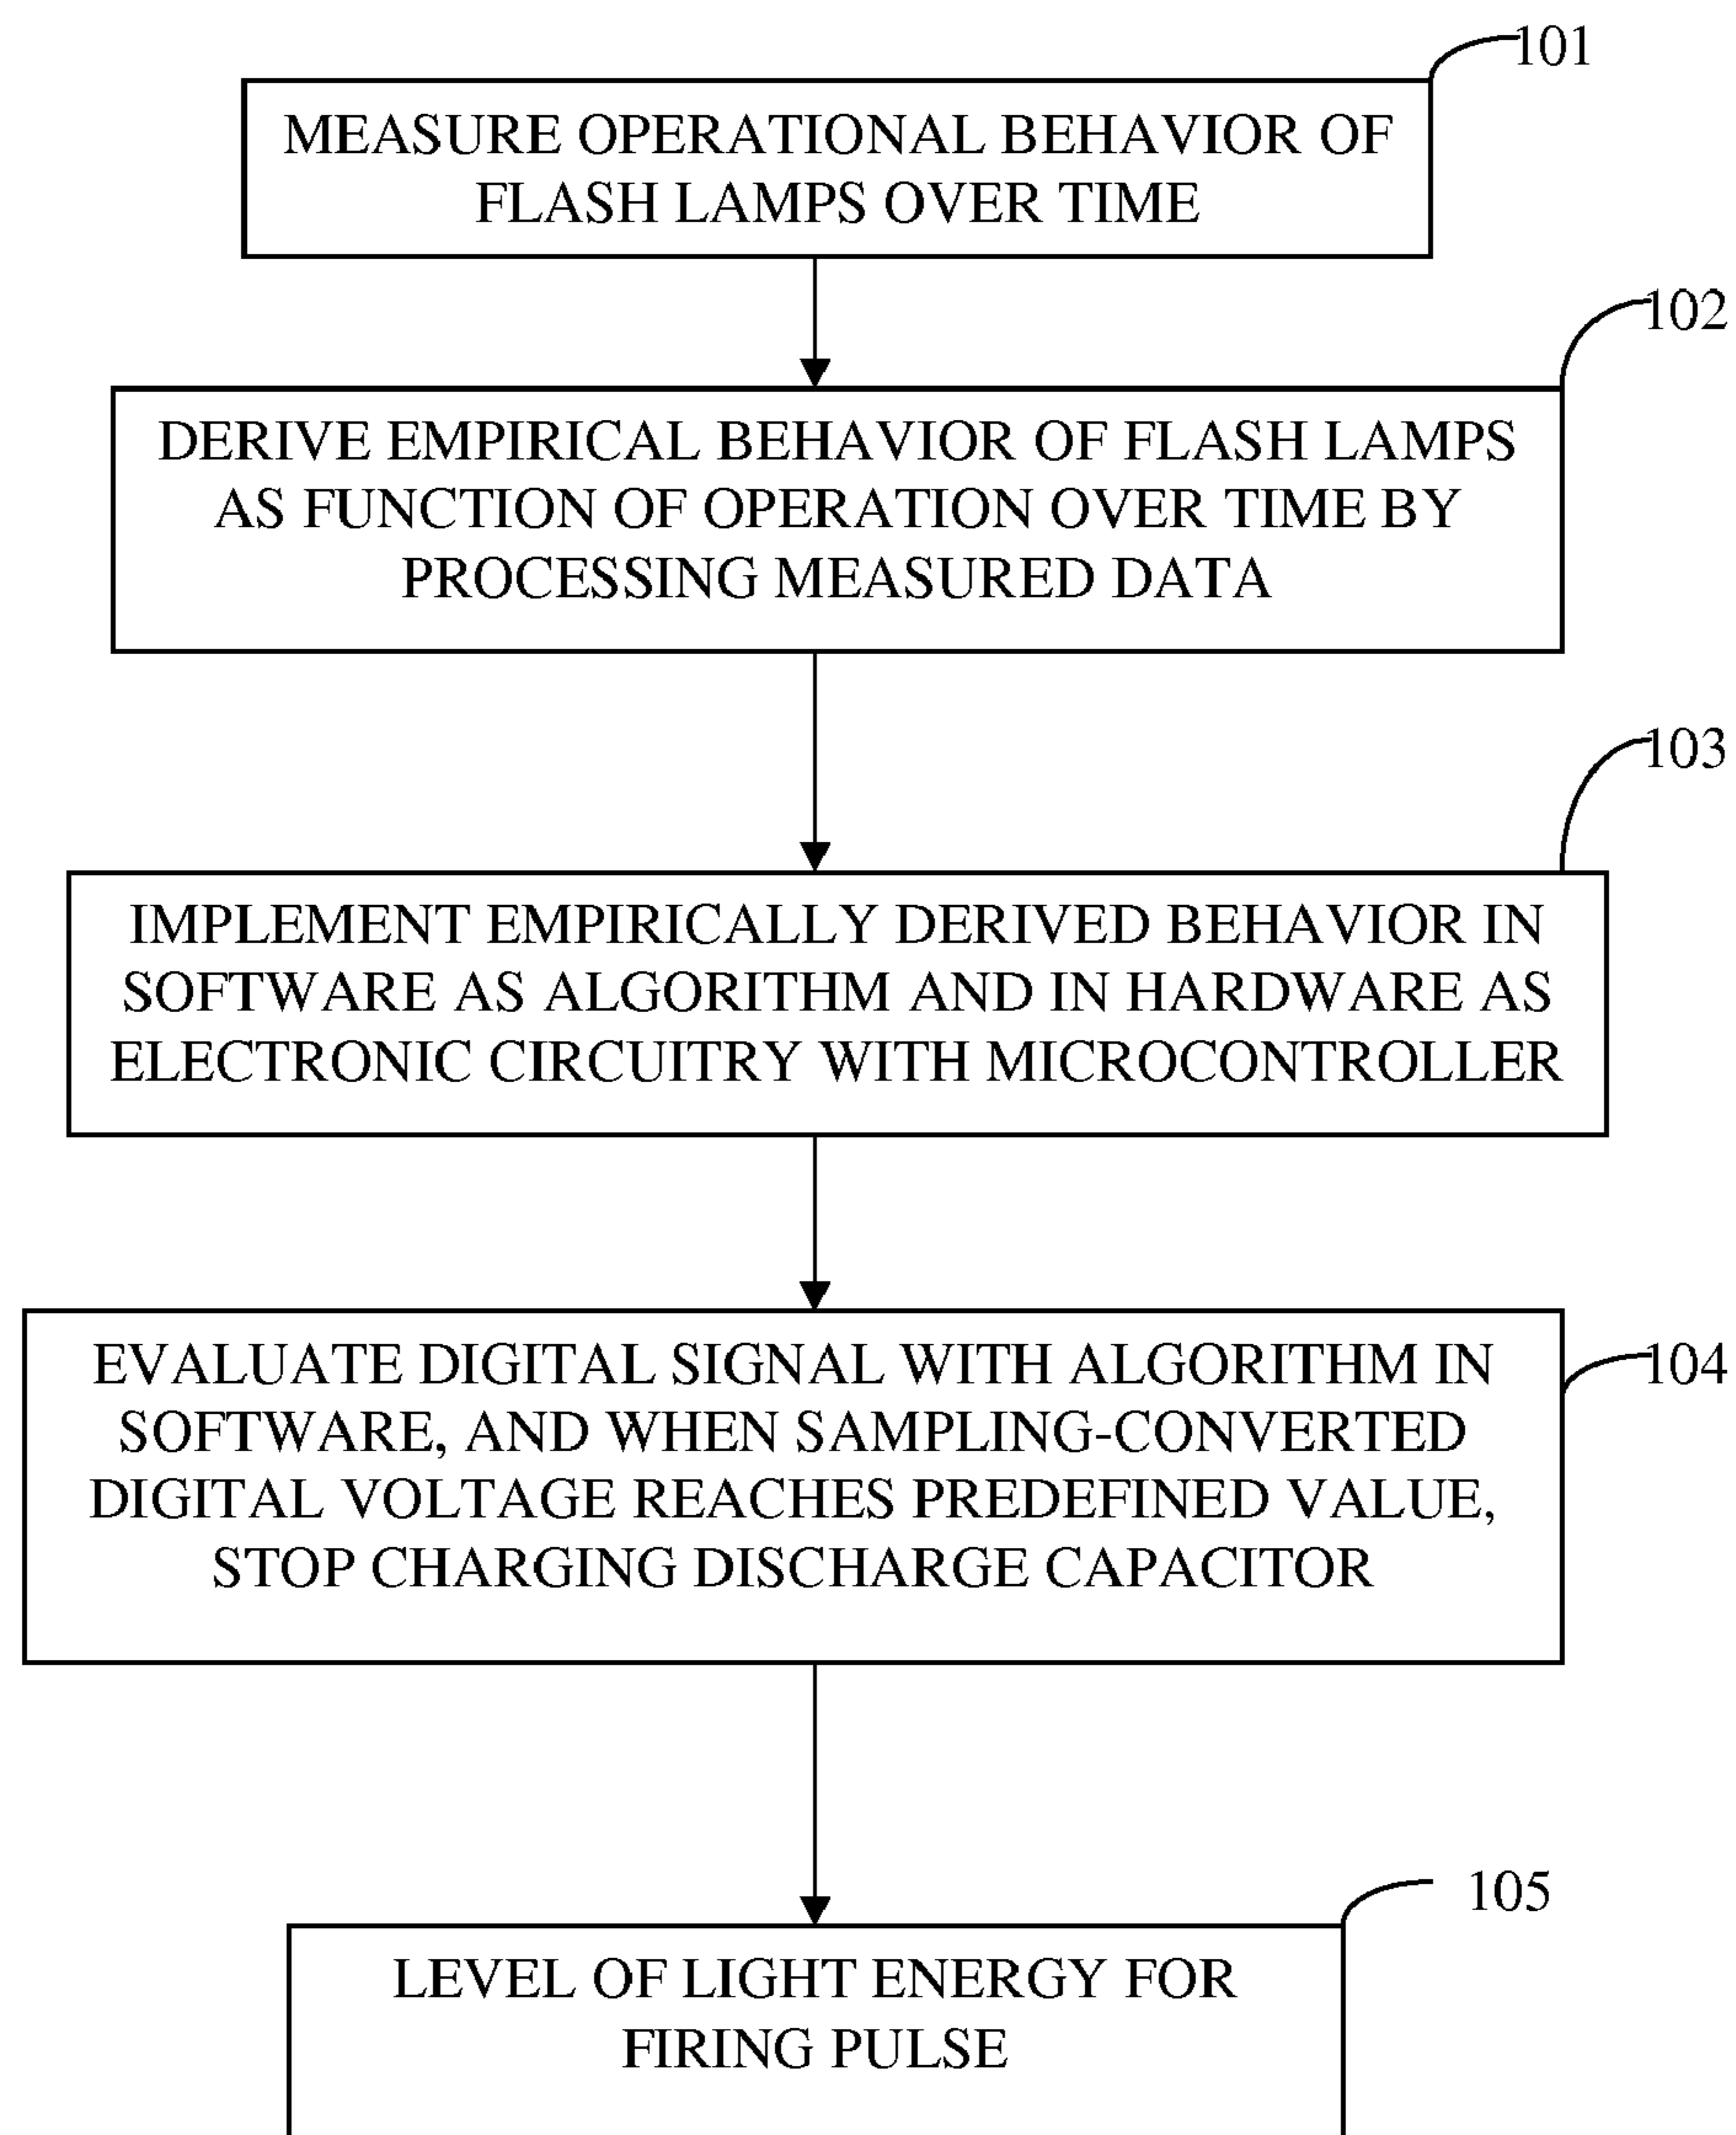 101
MEASURE OPERATIONAL BEHAVIOR OF
FLASH LAMPS OVER TIME
102
DERIVE EMPIRICAL BEHAVIOR OF FLASH LAMPS
AS FUNCTION OF OPERATION OVER TIME BY
PROCESSING MEASURED DATA
103
IMPLEMENT EMPIRICALLY DERIVED BEHAVIOR IN
SOFTWARE AS ALGORITHM AND IN HARDWARE AS
ELECTRONIC CIRCUITRY WITH MICROCONTROLLER
104
EVALUATE DIGITAL SIGNAL WITH ALGORITHM IN
SOFTWARE, AND WHEN SAMPLING-CONVERTED
DIGITAL VOLTAGE REACHES PREDEFINED VALUE,
STOP CHARGING DISCHARGE CAPACITOR
105
LEVEL OF LIGHT ENERGY FOR
FIRING PULSE